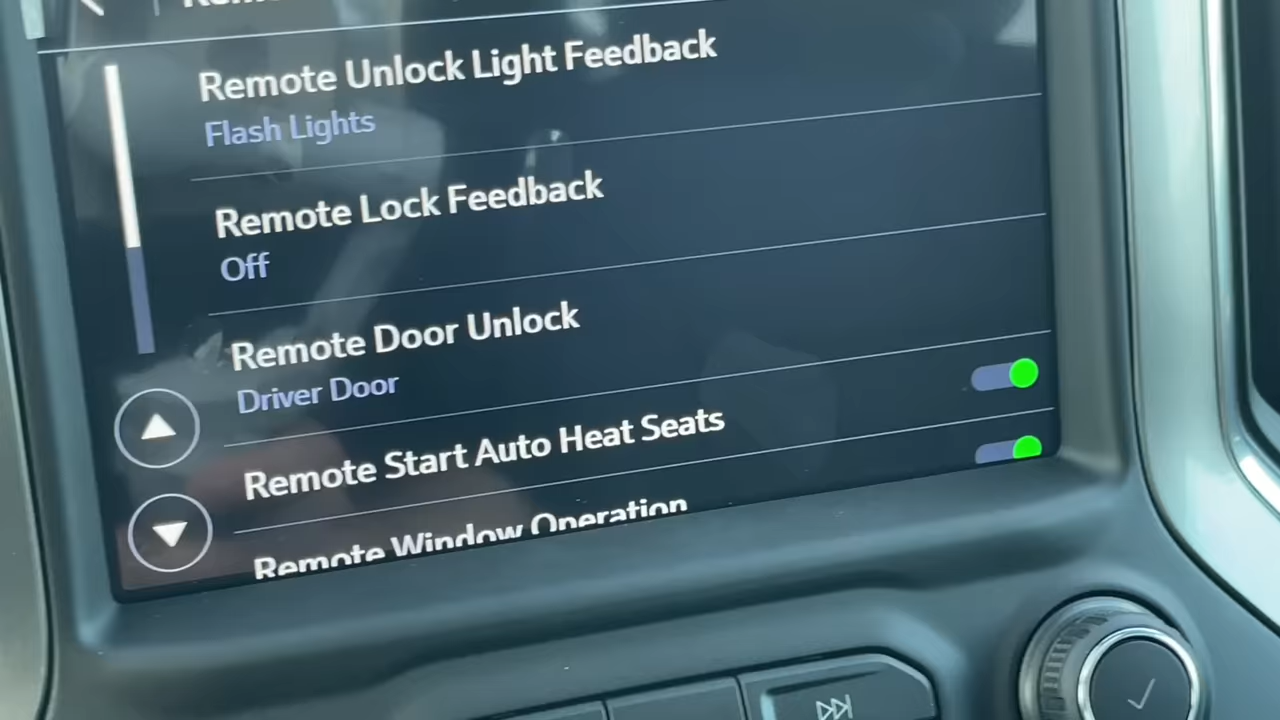 Remote Unlock Light Feedback
Flash Lights
Remote Lock Feedback
Off
Remote Door Unlock
Driver Door
Remote Start Auto Heat Seats
Remote Window Operation